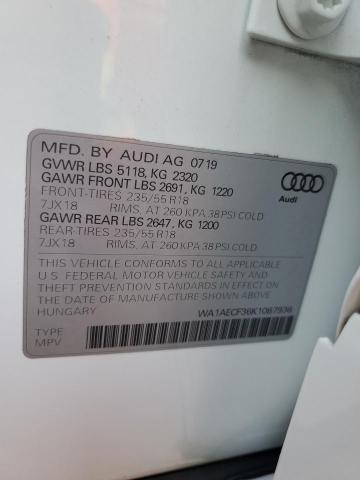 MFD. BY AUDI AG 07/19
GVWR LBS 5118, KG 2320
GAWR FRONT LBS 2691, KG 1220
FRONT-TIRES 235/55 R18
7JX18 RIMS, AT 260 KPA, 38 PSI COLD
GAWR REAR LBS 2647, KG 1200
REAR-TIRES 235/55 R18
7JX18 RIMS, AT 260 KPA, 38 PSI COLD
Audi
THIS VEHICLE CONFORMS TO ALL APPLICABLE
U.S. FEDERAL MOTOR VEHICLE SAFETY AND
THEFT PREVENTION STANDARDS IN EFFECT ON
THE DATE OF MANUFACTURE SHOWN ABOVE.
HUNGARY
WA1AECF36K1087936
TYPE
MPV